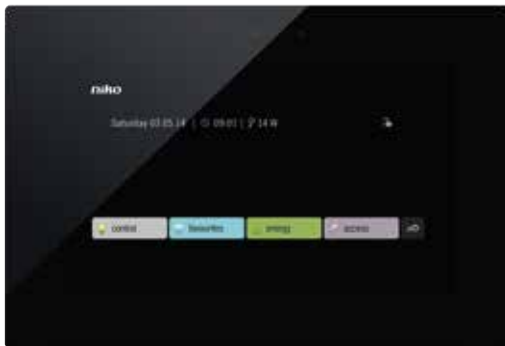 niko
Saturday 03.05.14 | 09:01 | 14 W
control favourites energy access